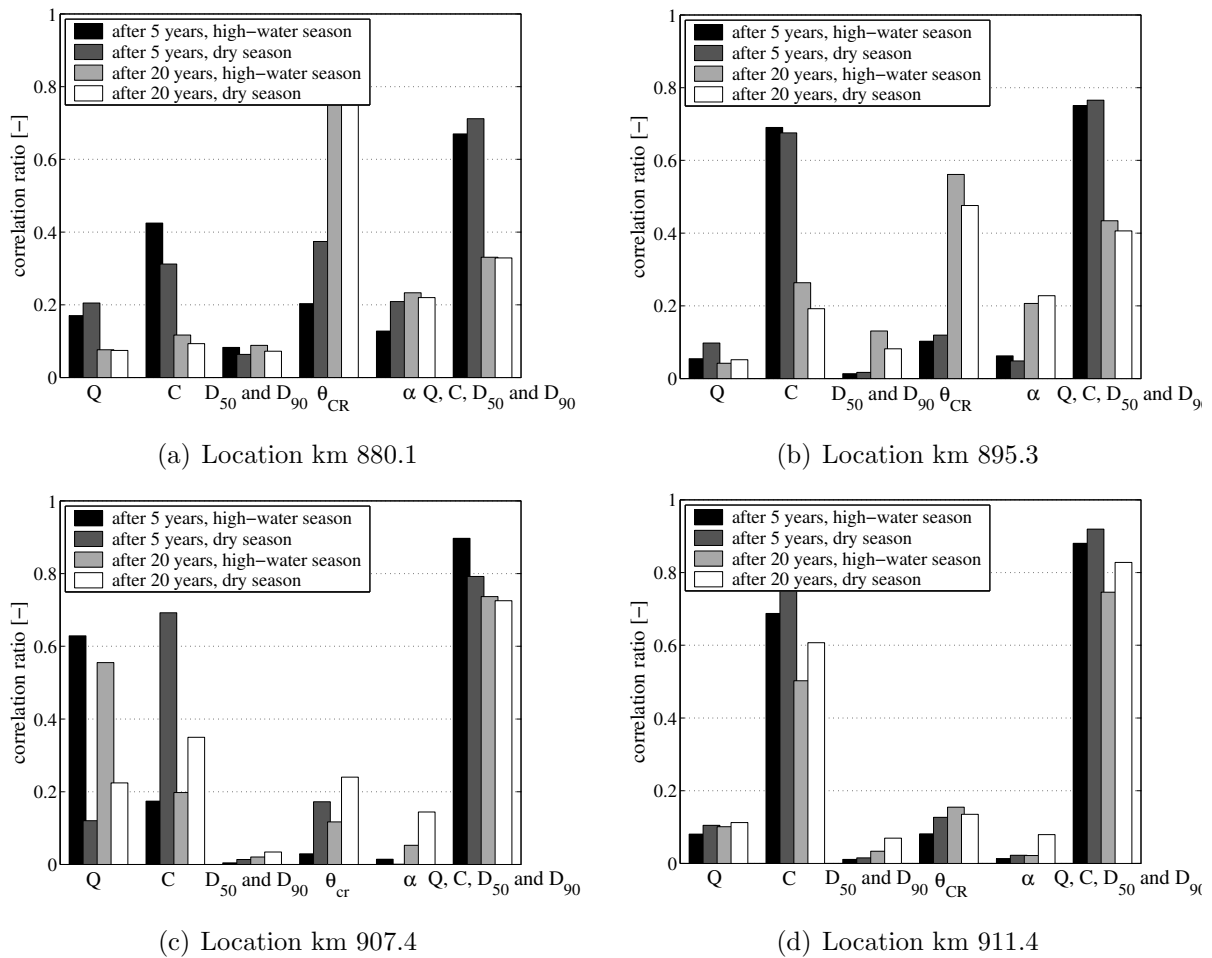 1
0.8
0.6
0.4
0.2
0
correlation ratio [−]
after 5 years, high−water season
after 5 years, dry season
after 20 years, high−water season
after 20 years, dry season
Q C D50 and D90 θCR α Q, C, D50 and D90
(a) Location km 880.1
1
0.8
0.6
0.4
0.2
0
correlation ratio [−]
after 5 years, high−water season
after 5 years, dry season
after 20 years, high−water season
after 20 years, dry season
Q C D50 and D90 θCR α Q, C, D50 and D90
(b) Location km 895.3
1
0.8
0.6
0.4
0.2
0
correlation ratio [−]
after 5 years, high−water season
after 5 years, dry season
after 20 years, high−water season
after 20 years, dry season
Q C D50 and D90 θcr α Q, C, D50 and D90
(c) Location km 907.4
1
0.8
0.6
0.4
0.2
0
correlation ratio [−]
after 5 years, high−water season
after 5 years, dry season
after 20 years, high−water season
after 20 years, dry season
Q C D50 and D90 θCR α Q, C, D50 and D90
(d) Location km 911.4